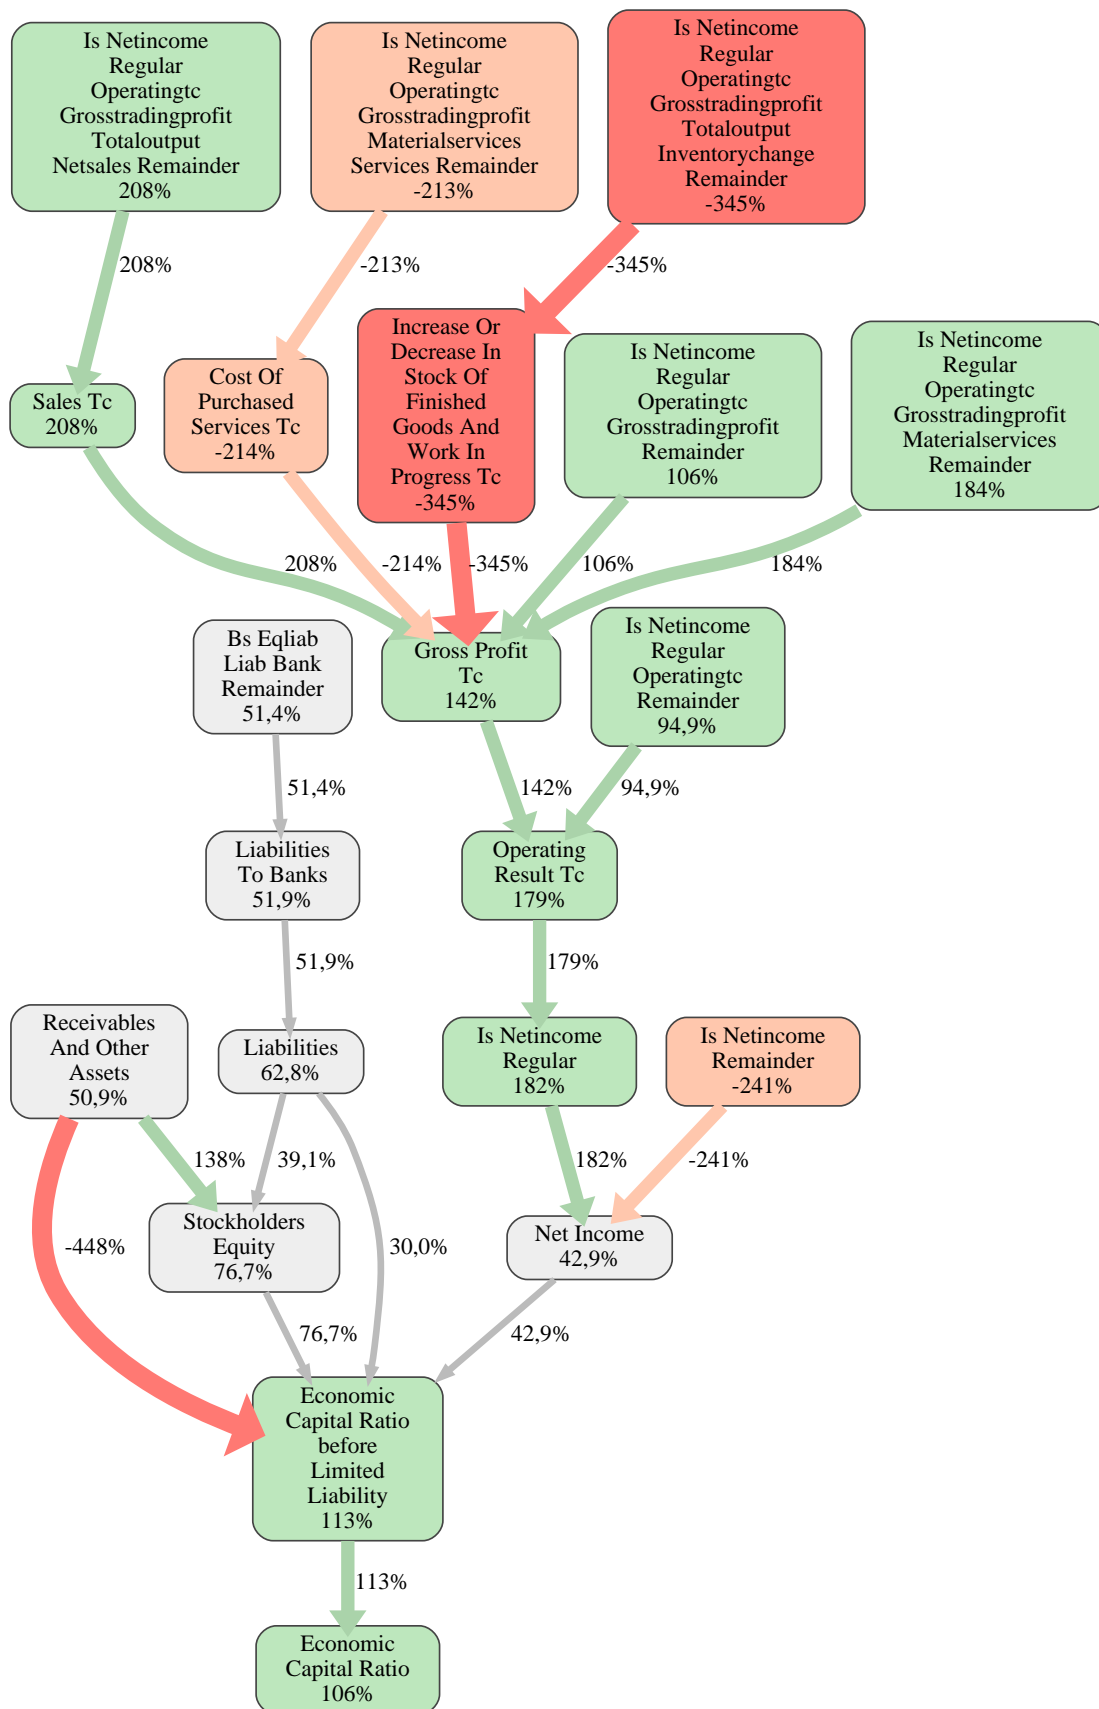 Is Netincome
Regular
Operatingtc
Grosstradingprofit
Totaloutput
Netsales Remainder
208%
Is Netincome
Regular
Operatingtc
Grosstradingprofit
Materialservices
Services Remainder
-213%
Is Netincome
Regular
Operatingtc
Grosstradingprofit
Totaloutput
Inventorychange
Remainder
-345%
208%
-213%
-345%
Sales Tc
208%
Cost Of
Purchased
Services Tc
-214%
Increase Or
Decrease In
Stock Of
Finished
Goods And
Work In
Progress Tc
-345%
Is Netincome
Regular
Operatingtc
Grosstradingprofit
Remainder
106%
Is Netincome
Regular
Operatingtc
Grosstradingprofit
Materialservices
Remainder
184%
208%
-214%
-345%
106%
184%
Bs Eqliab
Liab Bank
Remainder
51,4%
Gross Profit
Tc
142%
Is Netincome
Regular
Operatingtc
Remainder
94,9%
51,4%
142%
94,9%
Liabilities
To Banks
51,9%
Operating
Result Tc
179%
51,9%
179%
Receivables
And Other
Assets
50,9%
Liabilities
62,8%
Is Netincome
Regular
182%
Is Netincome
Remainder
-241%
138%
39,1%
182%
-241%
-448%
Stockholders
Equity
76,7%
30,0%
Net Income
42,9%
76,7%
42,9%
Economic
Capital Ratio
before
Limited
Liability
113%
113%
Economic
Capital Ratio
106%